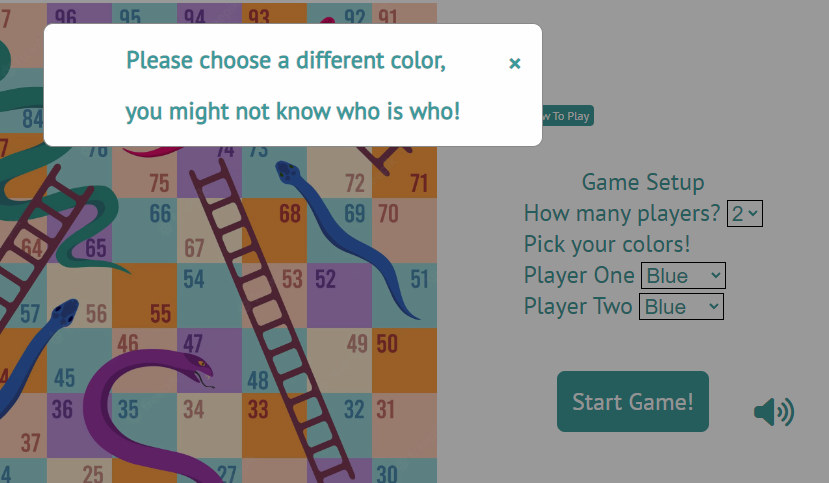 7 96 95 94 93 92 91
Please choose a different color,
×
you might not know who is who!
84
w To Play
7 76 74 73
75 72 71
66 68 69 70
64 65 67
54 53 52 51
57 56 55
46 47 49 50
45 48
36 35 34 33 32 31
37
4 25 27 30
Game Setup
How many players? 2
Pick your colors!
Player One Blue
Player Two Blue
Start Game!